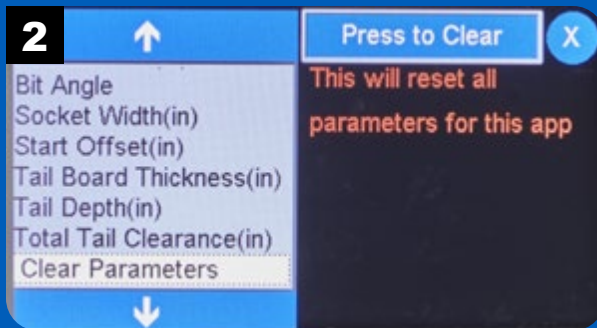 2
Bit Angle
Socket Width(in)
Start Offset(in)
Tail Board Thickness(in)
Tail Depth(in)
Total Tail Clearance(in)
Clear Parameters
Press to Clear
X
This will reset all
parameters for this app